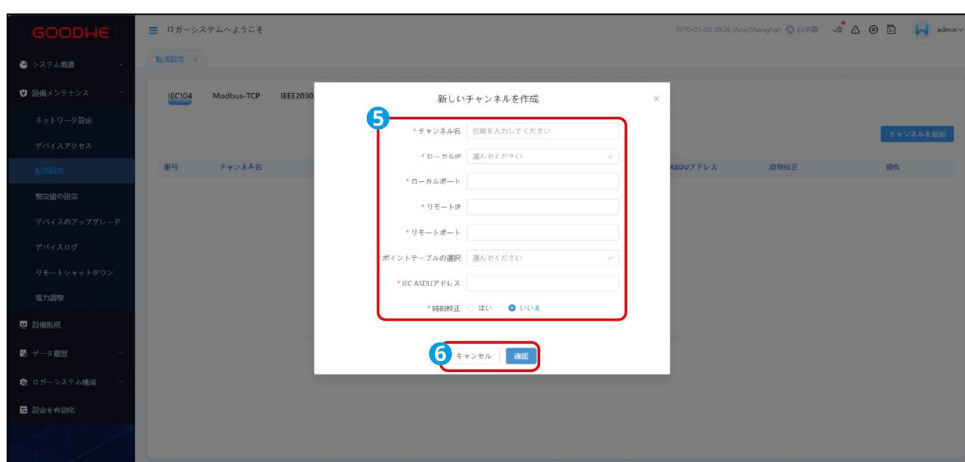 GOODWE
ロガーシステムへようこそ
1970-01-02 00:06 (Asia/Shanghai)
日本語
admin
システム概要
転送設定 ×
設備メンテナンス
IEC104 Modbus-TCP IEEE2030
新しいチャンネルを作成
×
ネットワーク設定
5
* チャンネル名 名前を入力してください
チャンネルを追加
デバイスアクセス
* ローカルIP 選んでください
転送設定
番号 チャンネル名 ASDUアドレス 時刻校正 操作
* ローカルポート
整定値の設定
* リモートIP
デバイスのアップグレード
* リモートポート
デバイスログ
ポイントテーブルの選択 選んでください
リモートシャットダウン
* IEC ASDUアドレス
電力調整
* 時刻校正 はい いいえ
設備監視
6
キャンセル 確認
データ履歴
ロガーシステム構成
設定を有効化